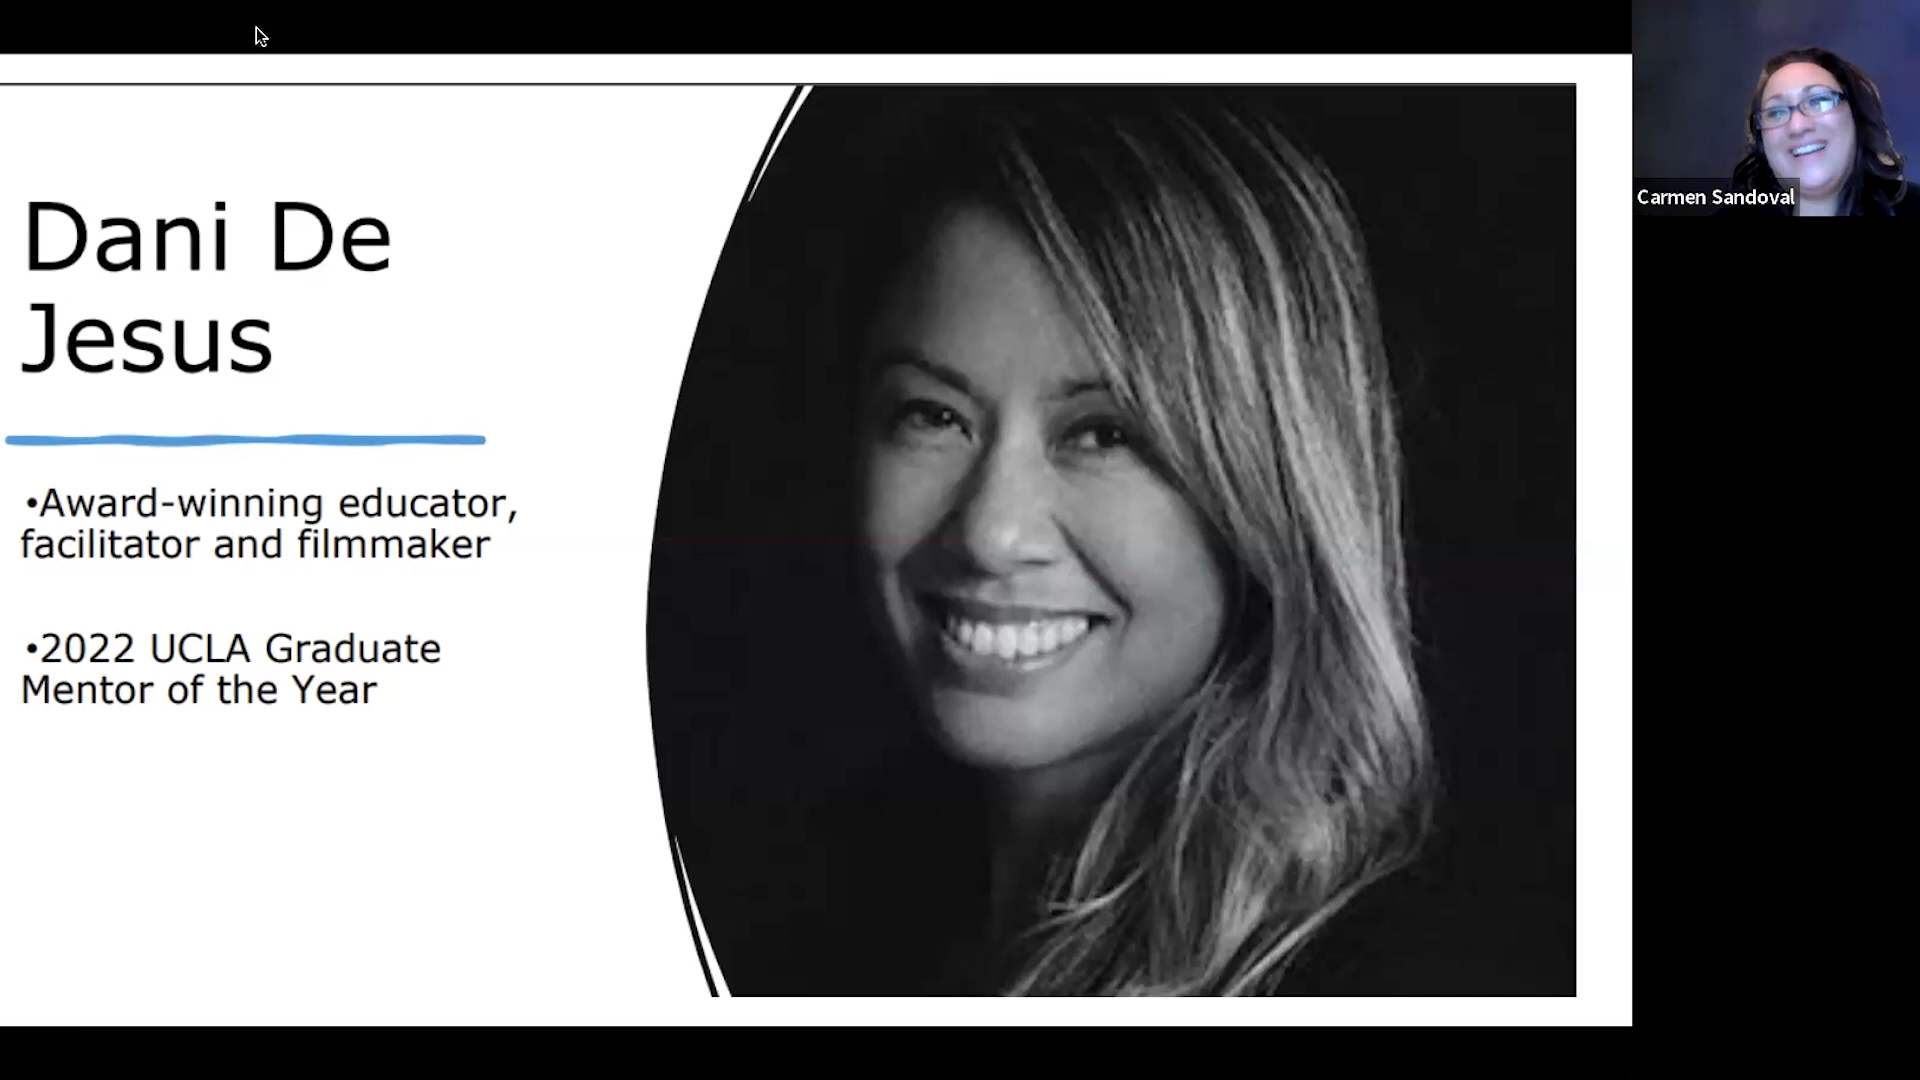 Dani De
Jesus
•Award-winning educator,
facilitator and filmmaker
•2022 UCLA Graduate
Mentor of the Year
Carmen Sandoval